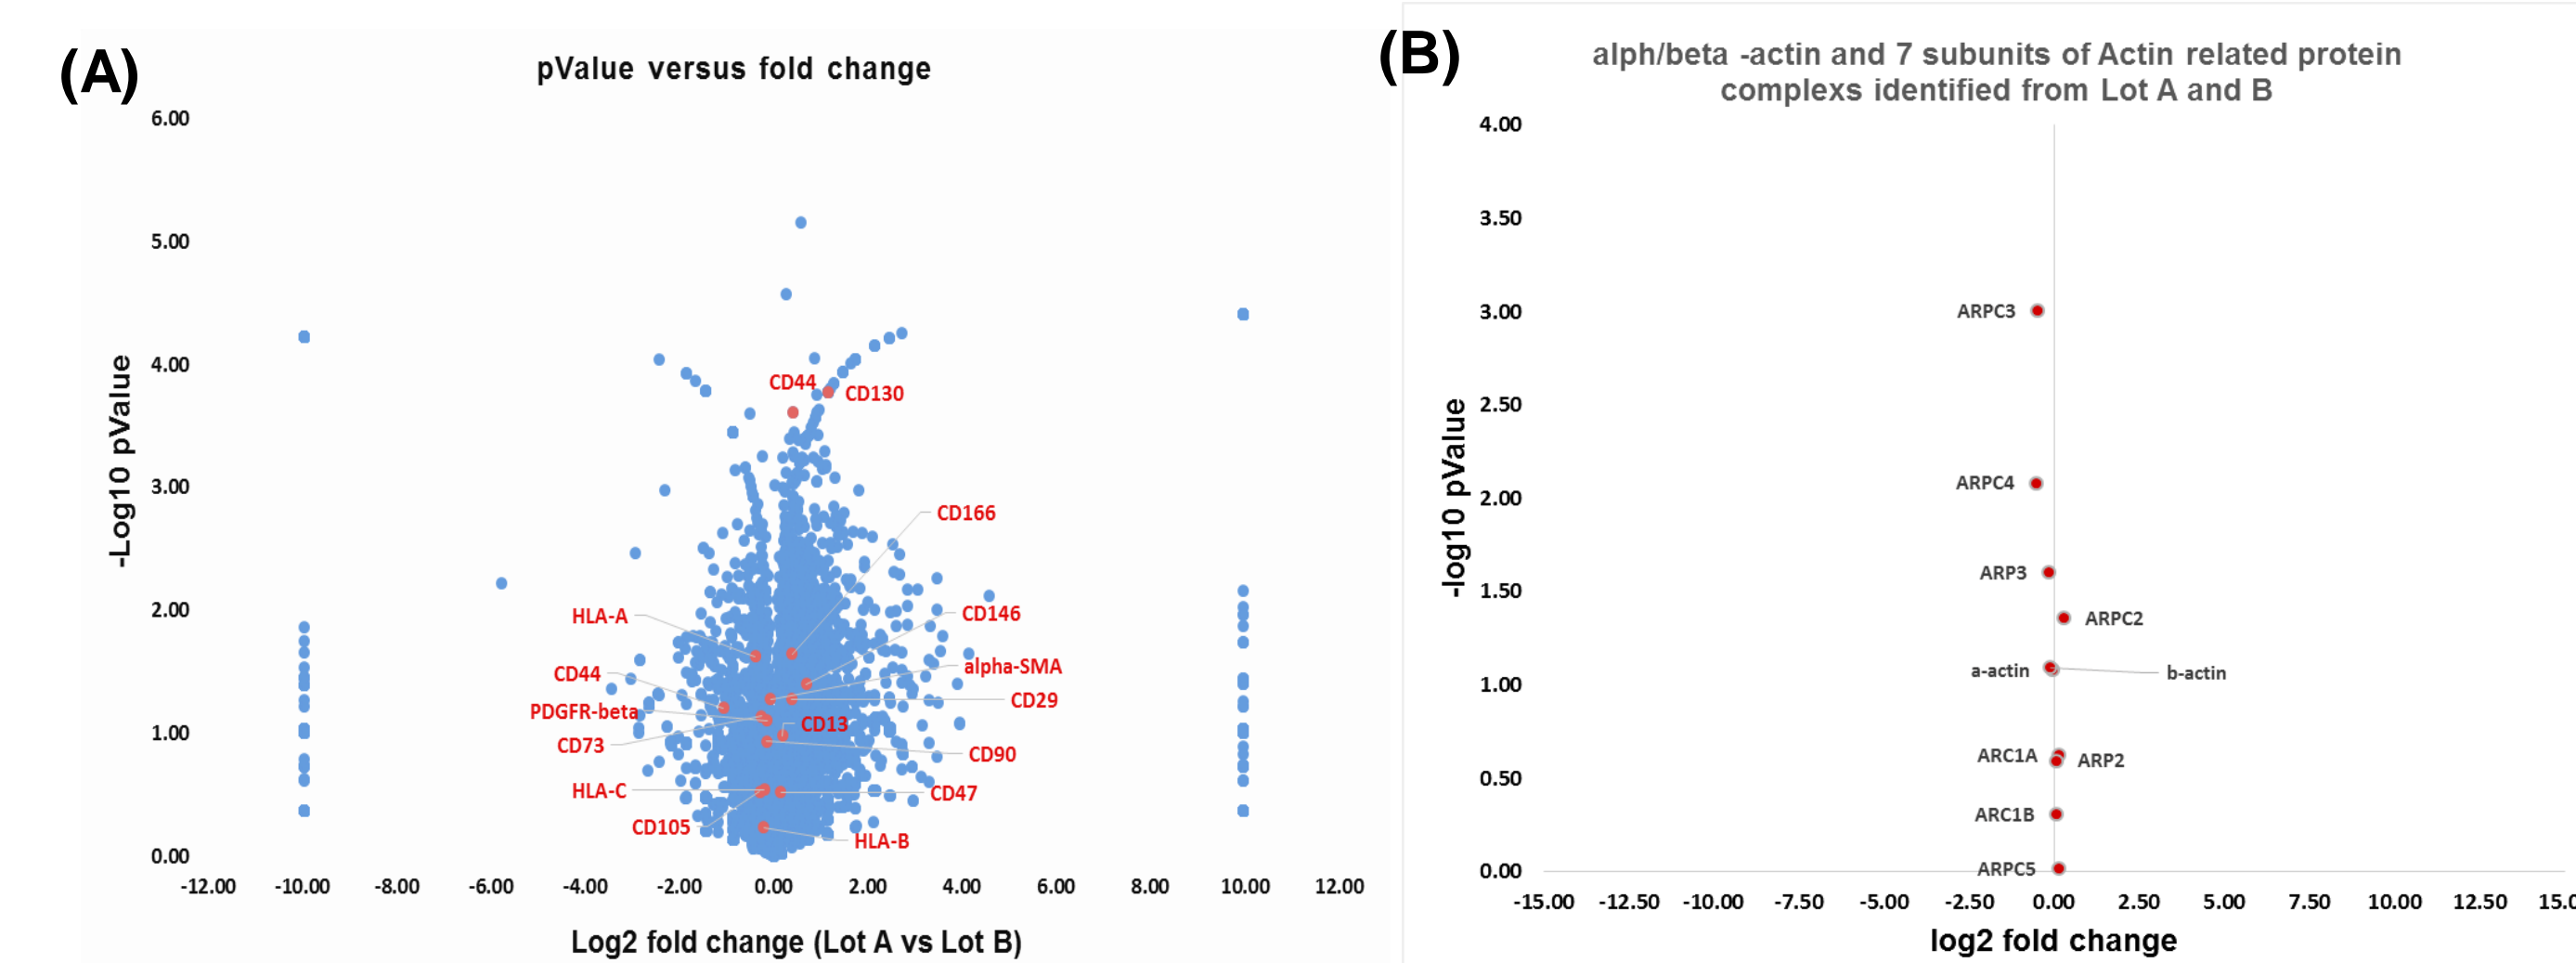 (A)
pValue versus fold change
6.00
5.00
4.00
3.00
2.00
1.00
0.00
-Log10 pValue
CD44
CD130
CD166
HLA-A
CD146
CD44
alpha-SMA
PDGFR-beta
CD29
CD13
CD73
CD90
HLA-C
CD47
CD105
HLA-B
-12.00 -10.00 -8.00 -6.00 -4.00 -2.00 0.00 2.00 4.00 6.00 8.00 10.00 12.00
Log2 fold change (Lot A vs Lot B)
(B)
alph/beta -actin and 7 subunits of Actin related protein
complexs identified from Lot A and B
4.00
3.50
3.00
2.50
2.00
1.50
1.00
0.50
0.00
-log10 pValue
ARPC3
ARPC4
ARP3
ARPC2
a-actin
b-actin
ARC1A
ARP2
ARC1B
ARPC5
-15.00 -12.50 -10.00 -7.50 -5.00 -2.50 0.00 2.50 5.00 7.50 10.00 12.50 15.0
log2 fold change